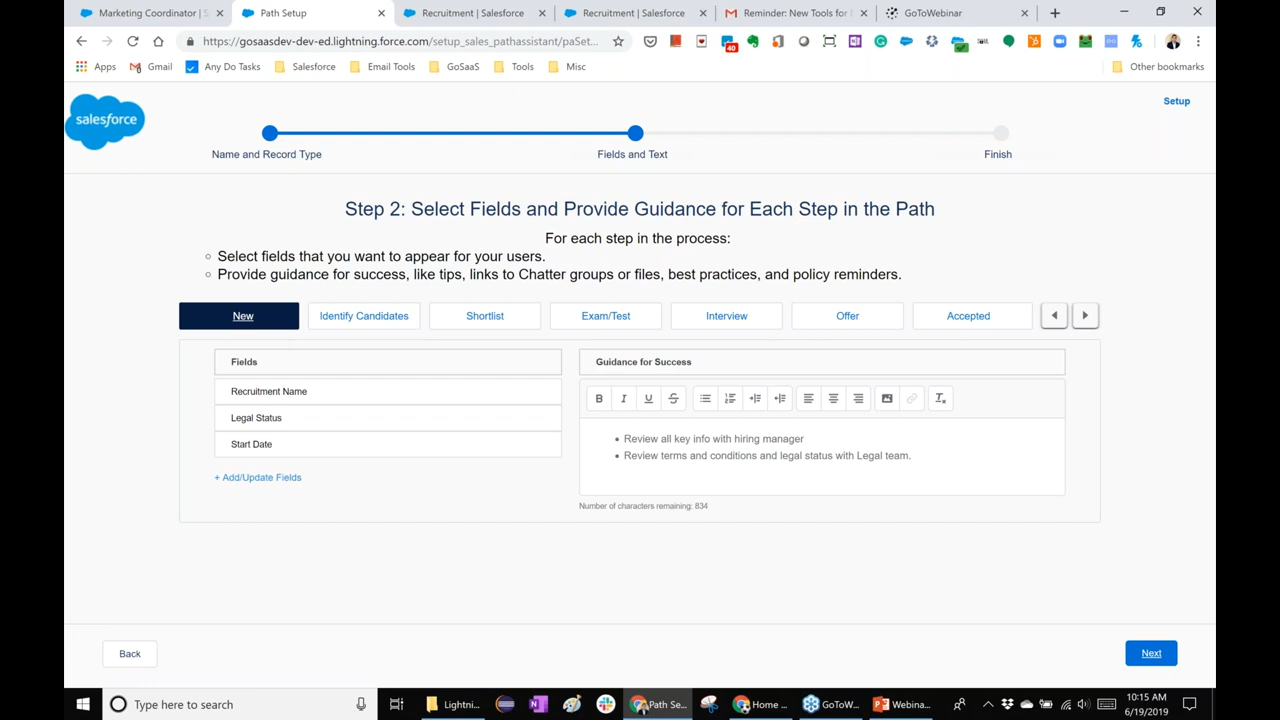 Marketing Coordinator | S
Path Setup
Recruitment | Salesforce
Recruitment | Salesforce
Reminder: New Tools for
GoToWebinar
https://gosaasdev-dev-ed.lightning.force.com/setup_sales_pathassistant/paSet...
40
Apps
Gmail
Any Do Tasks
Salesforce
Email Tools
GoSaaS
Tools
Misc
Other bookmarks
salesforce
Setup
Name and Record Type
Fields and Text
Finish
Step 2: Select Fields and Provide Guidance for Each Step in the Path
For each step in the process:
Select fields that you want to appear for your users.
Provide guidance for success, like tips, links to Chatter groups or files, best practices, and policy reminders.
New
Identify Candidates
Shortlist
Exam/Test
Interview
Offer
Accepted
Fields
Guidance for Success
Recruitment Name
Legal Status
Start Date
+ Add/Update Fields
B I U S
• Review all key info with hiring manager
• Review terms and conditions and legal status with Legal team.
Number of characters remaining: 834
Back
Next
Type here to search
Lightni...
Path Se...
Home ...
GoToW...
Webina...
10:15 AM
6/19/2019